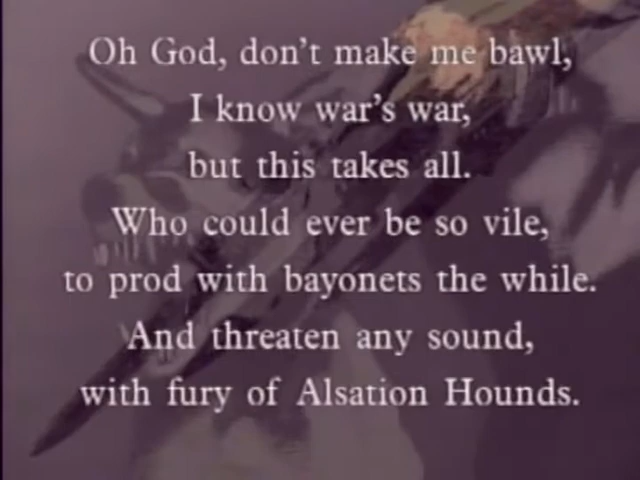 Oh God, don't make me bawl,
I know war's war,
but this takes all.
Who could ever be so vile,
to prod with bayonets the while.
And threaten any sound,
with fury of Alsation Hounds.